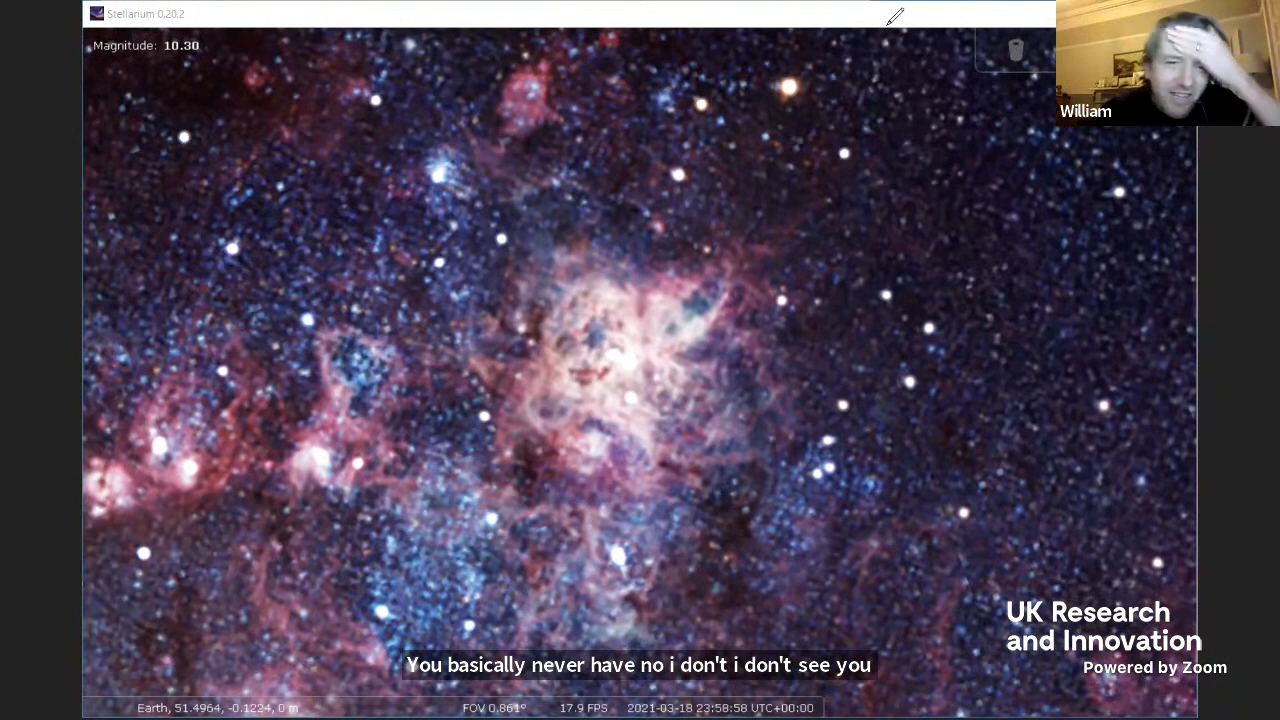 Stellarium 0.20.2
Magnitude: 10.30
William
UK Research
and Innovation
You basically never have no i don't i don't see you
Powered by Zoom
Earth, 51.4964, -0.1224, 0 m FOV 0.861° 17.9 FPS 2021-03-18 23:58:58 UTC+00:00